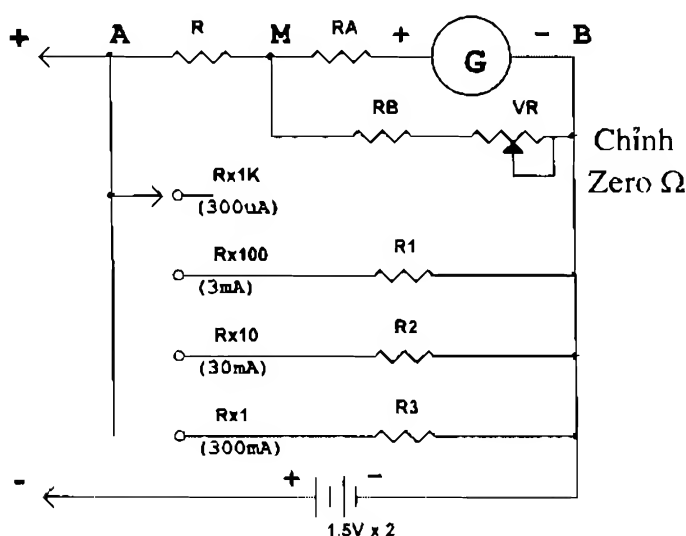 + A R M RA + G - B
RB VR
Chỉnh
Zero Ω
Rx1K
(300uA)
Rx100 R1
(3mA)
Rx10 R2
(30mA)
Rx1 R3
(300mA)
- + -
1.5V x 2